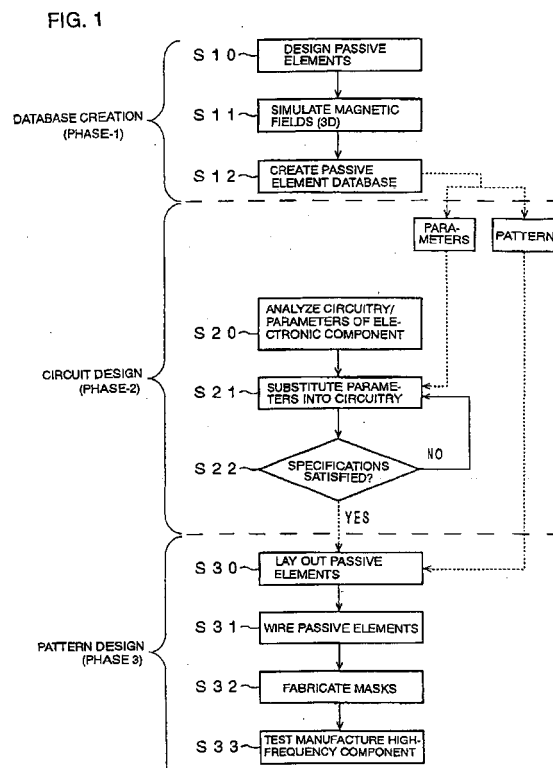 FIG. 1
S10
DESIGN PASSIVE
ELEMENTS
S11
SIMULATE MAGNETIC
FIELDS (3D)
DATABASE CREATION
(PHASE-1)
S12
CREATE PASSIVE
ELEMENT DATABASE
PARA-
METERS
PATTERN
S20
ANALYZE CIRCUITRY/
PARAMETERS OF ELE-
CTRONIC COMPONENT
CIRCUIT DESIGN
(PHASE-2)
S21
SUBSTITUTE PARAME-
TERS INTO CIRCUITRY
NO
S22
SPECIFICATIONS
SATISFIED?
YES
S30
LAY OUT PASSIVE
ELEMENTS
S31
WIRE PASSIVE ELEMENTS
PATTERN DESIGN
(PHASE 3)
S32
FABRICATE MASKS
S33
TEST MANUFACTURE HIGH-
FREQUENCY COMPONENT